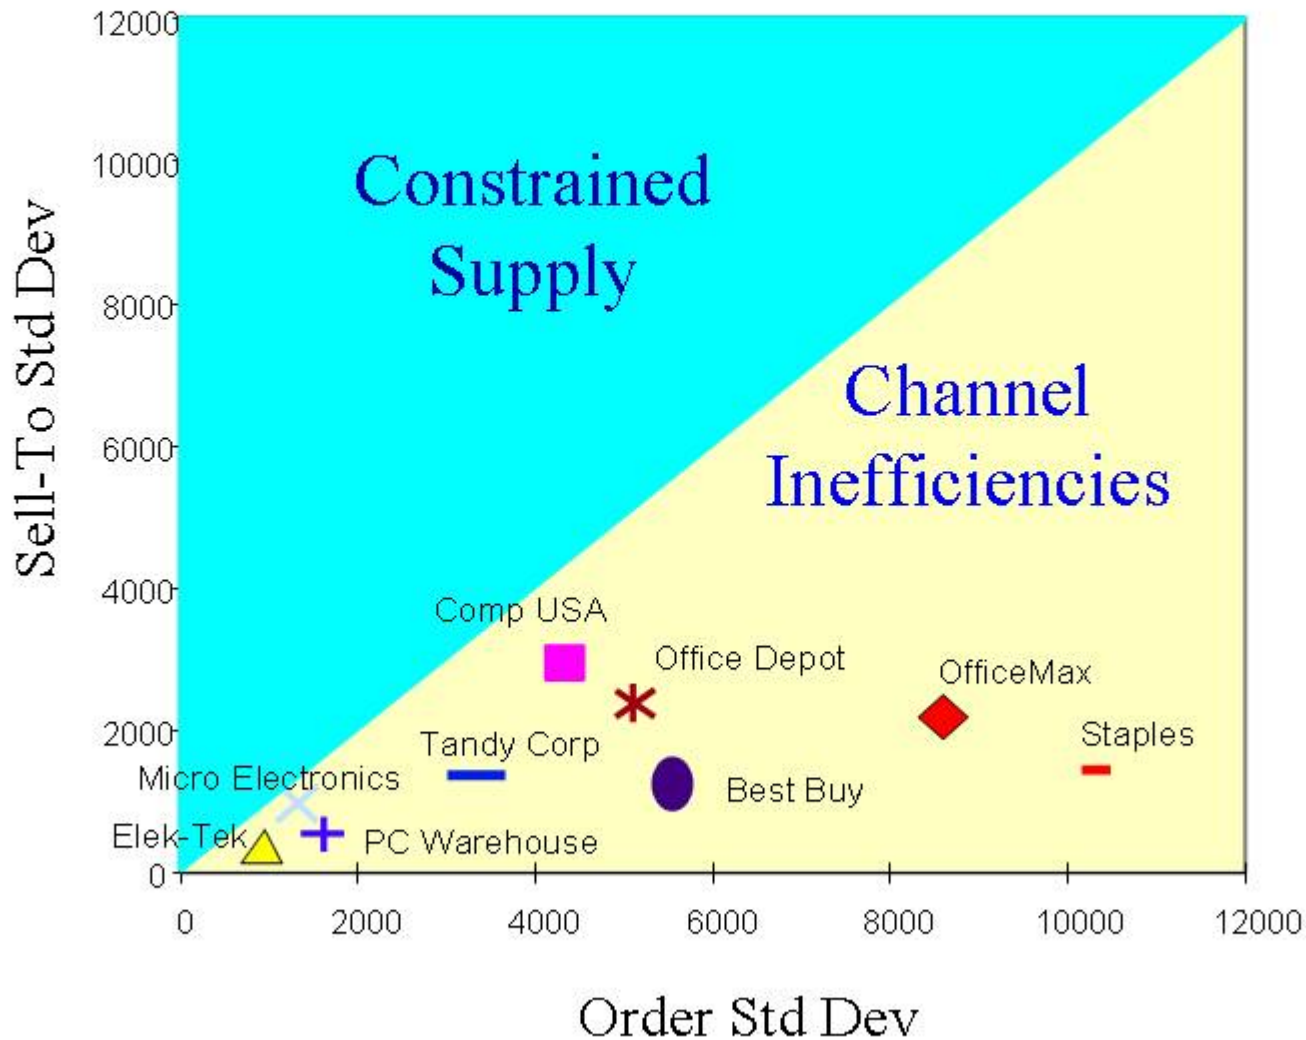 12000
10000
8000
6000
4000
2000
0
Sell-To Std Dev
Constrained
Supply
Channel
Inefficiencies
Comp USA
Office Depot
OfficeMax
Staples
Tandy Corp
Micro Electronics
Best Buy
Elek-Tek
PC Warehouse
0 2000 4000 6000 8000 10000 12000
Order Std Dev